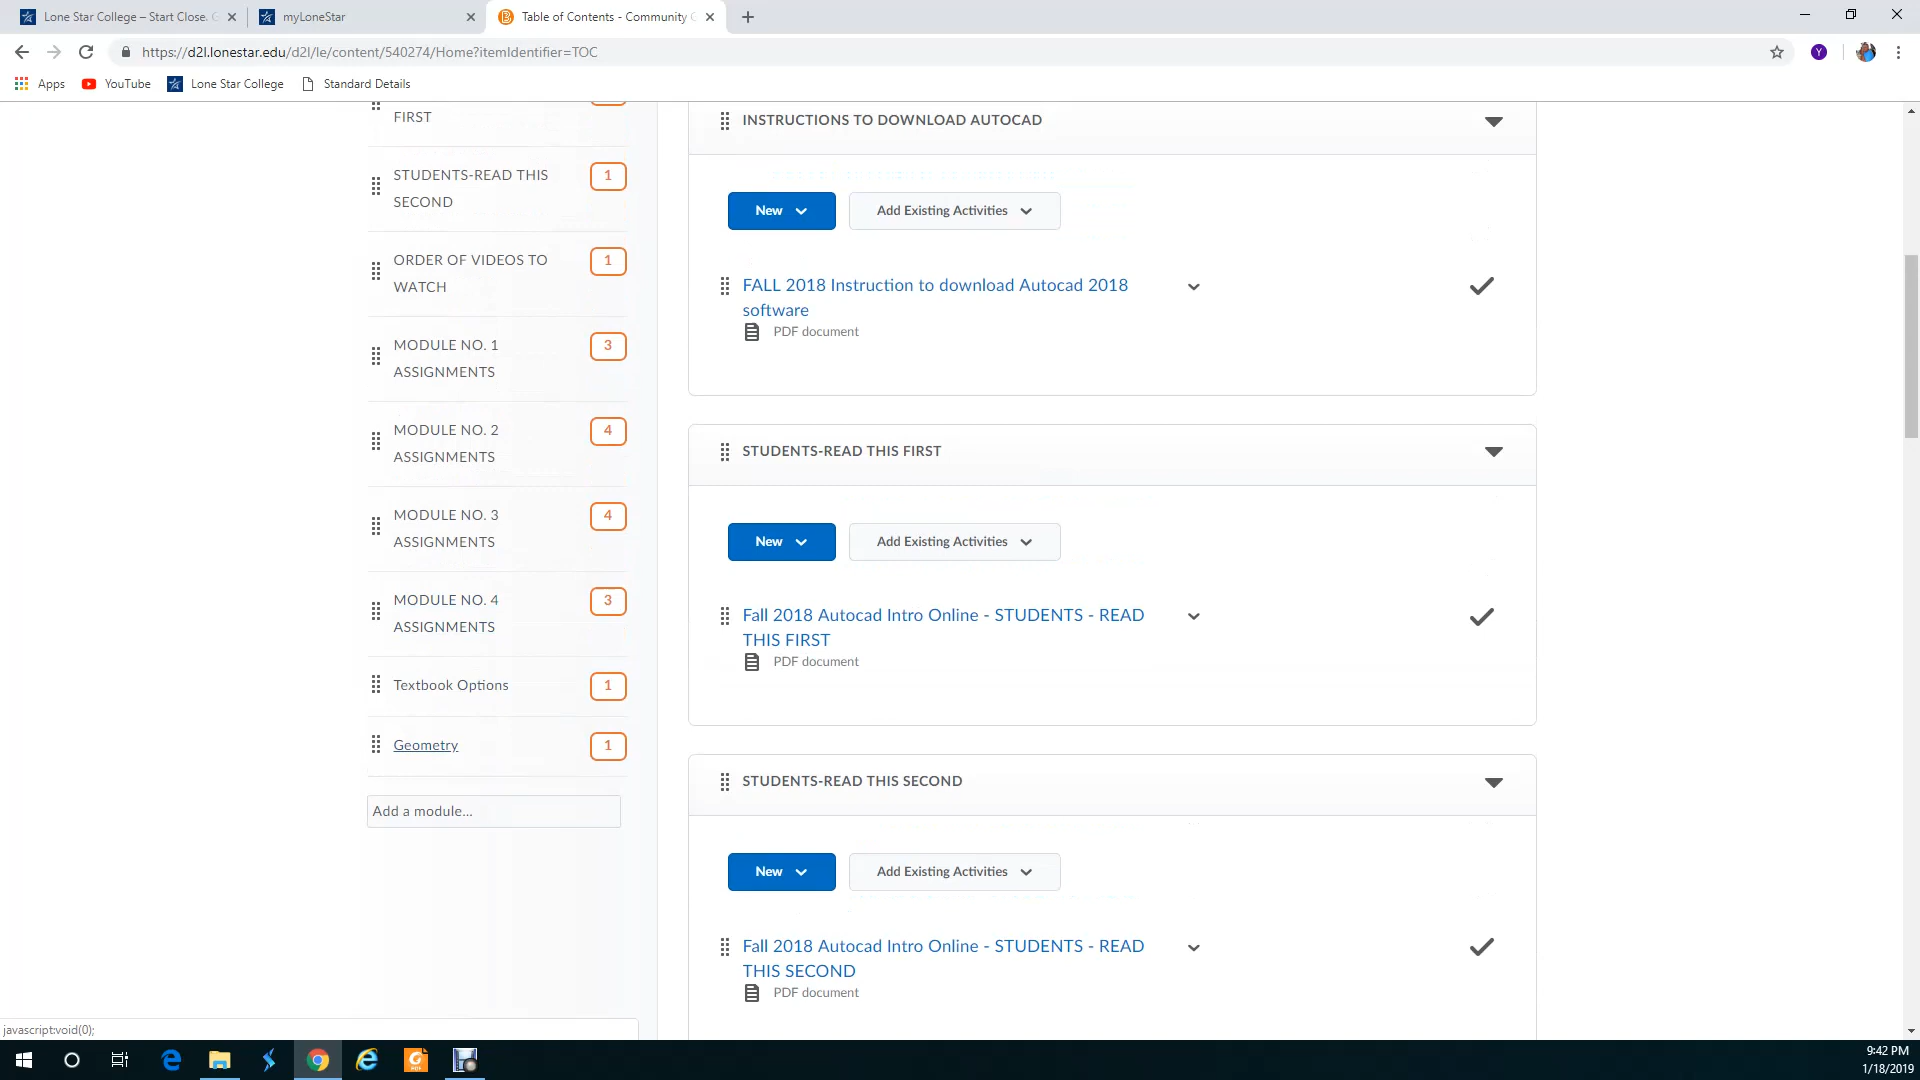 Lone Star College – Start Close.
myLoneStar
Table of Contents - Community
https://d2l.lonestar.edu/d2l/le/content/540274/Home?itemIdentifier=TOC
Y
Apps
YouTube
Lone Star College
Standard Details
FIRST
STUDENTS-READ THIS
SECOND
1
ORDER OF VIDEOS TO
WATCH
1
MODULE NO. 1
ASSIGNMENTS
3
MODULE NO. 2
ASSIGNMENTS
4
MODULE NO. 3
ASSIGNMENTS
4
MODULE NO. 4
ASSIGNMENTS
3
Textbook Options
1
Geometry
1
Add a module...
INSTRUCTIONS TO DOWNLOAD AUTOCAD
New
Add Existing Activities
FALL 2018 Instruction to download Autocad 2018
software
PDF document
STUDENTS-READ THIS FIRST
New
Add Existing Activities
Fall 2018 Autocad Intro Online - STUDENTS - READ
THIS FIRST
PDF document
STUDENTS-READ THIS SECOND
New
Add Existing Activities
Fall 2018 Autocad Intro Online - STUDENTS - READ
THIS SECOND
PDF document
javascript:void(0);
9:42 PM
1/18/2019